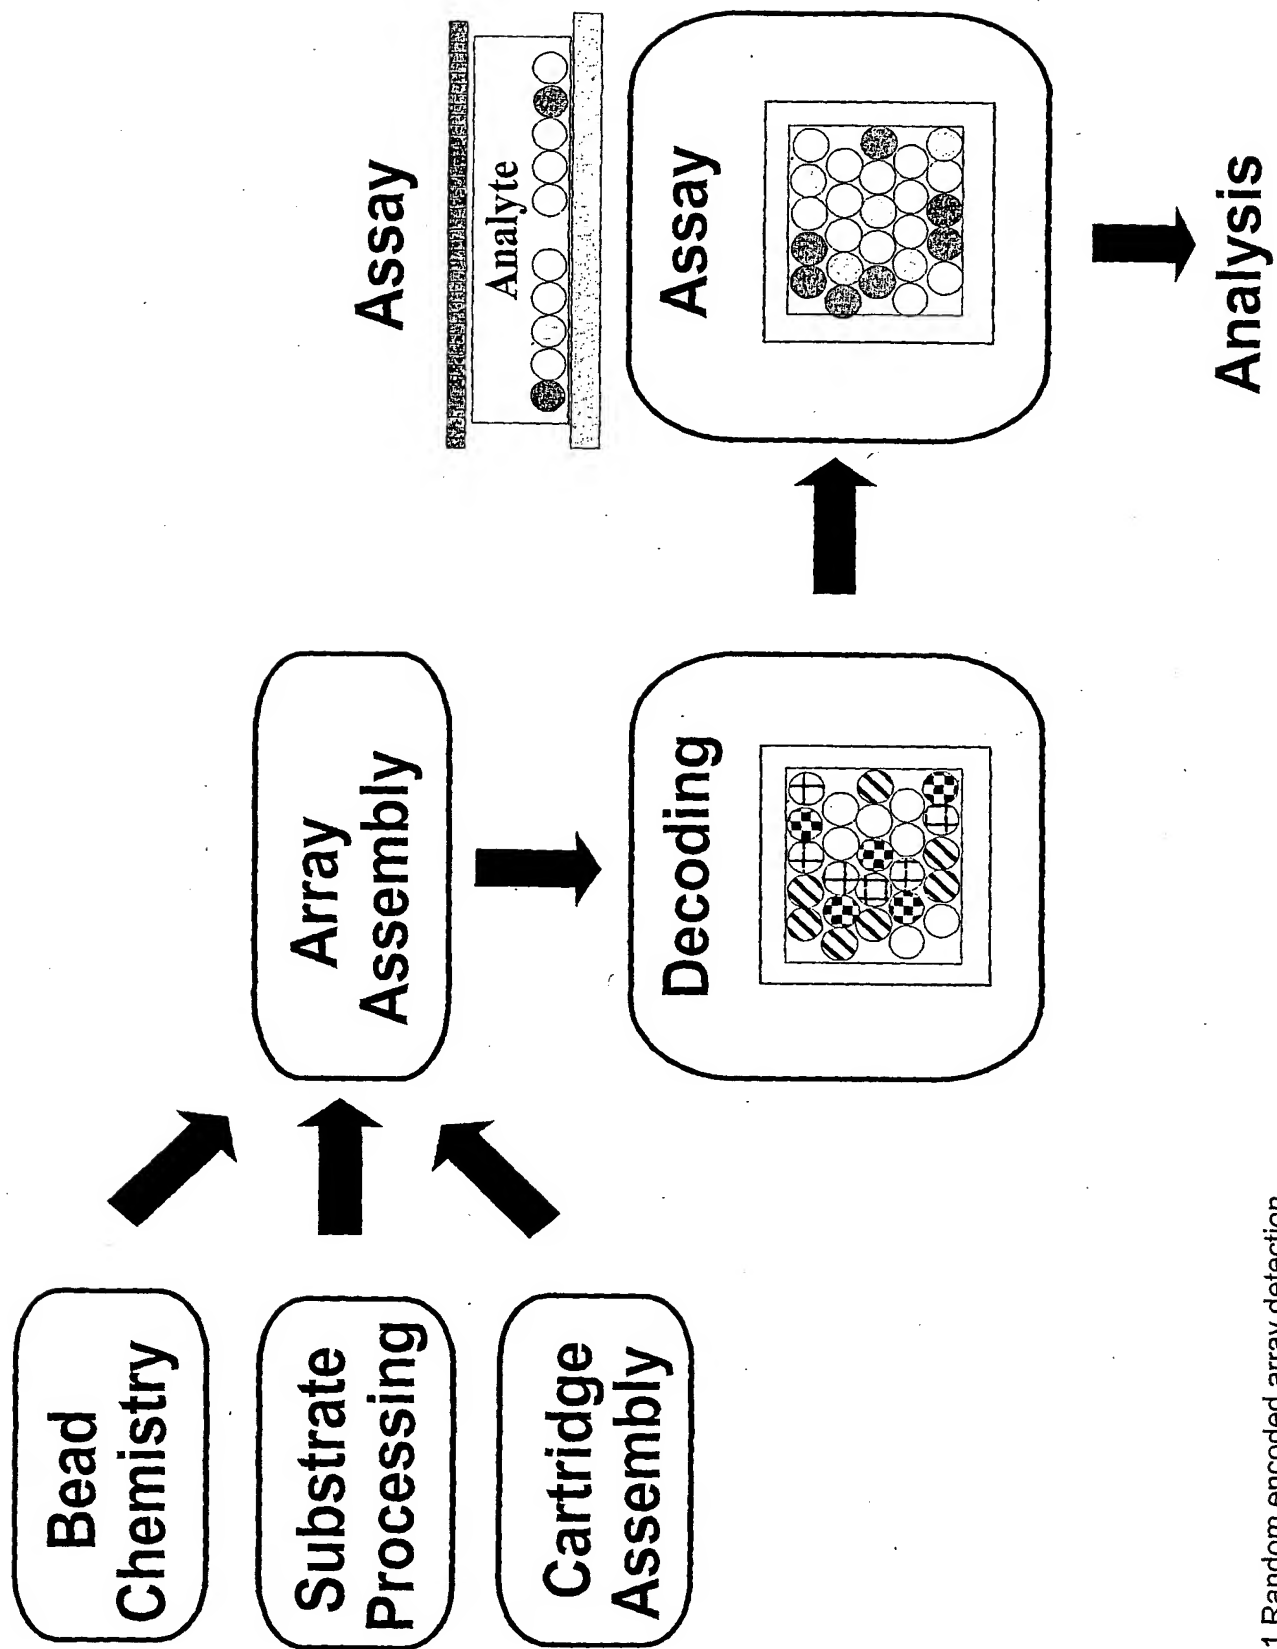 Bead
Chemistry
Substrate
Processing
Cartridge
Assembly
Array
Assembly
Decoding
Assay
Analyte
Assay
Analysis
1 Random encoded array detection